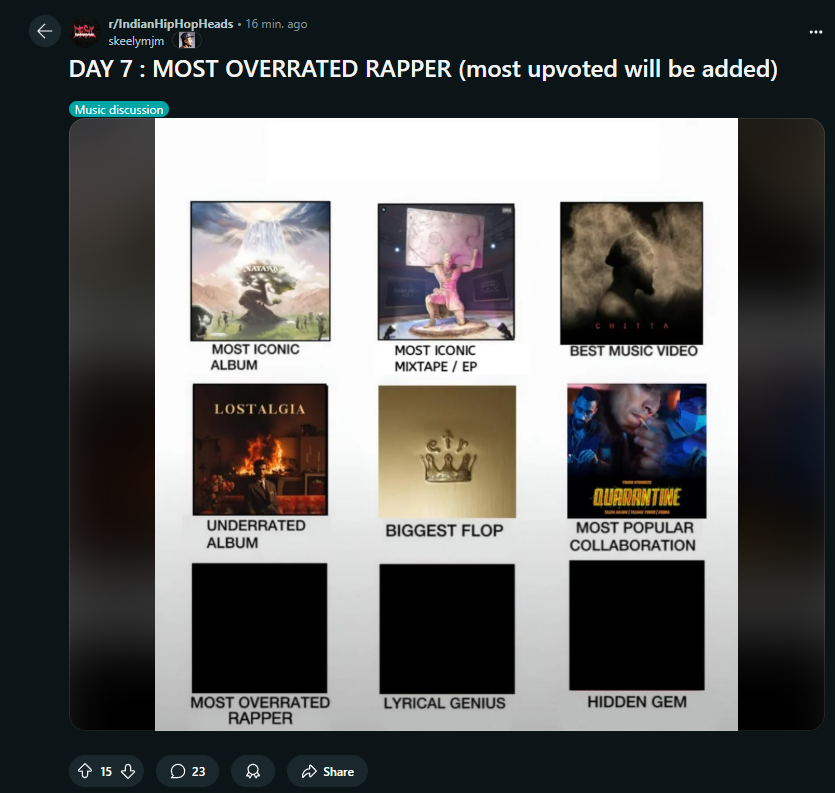 r/IndianHipHopHeads • 16 min. ago
skeelymjm
DAY 7 : MOST OVERRATED RAPPER (most upvoted will be added)
Music discussion
NAYAAB
CHITTA
MOST ICONIC
ALBUM
MOST ICONIC
MIXTAPE / EP
BEST MUSIC VIDEO
LOSTALGIA
etr
QUARANTINE
UNDERRATED
ALBUM
BIGGEST FLOP
MOST POPULAR
COLLABORATION
MOST OVERRATED
RAPPER
LYRICAL GENIUS
HIDDEN GEM
15
23
Share